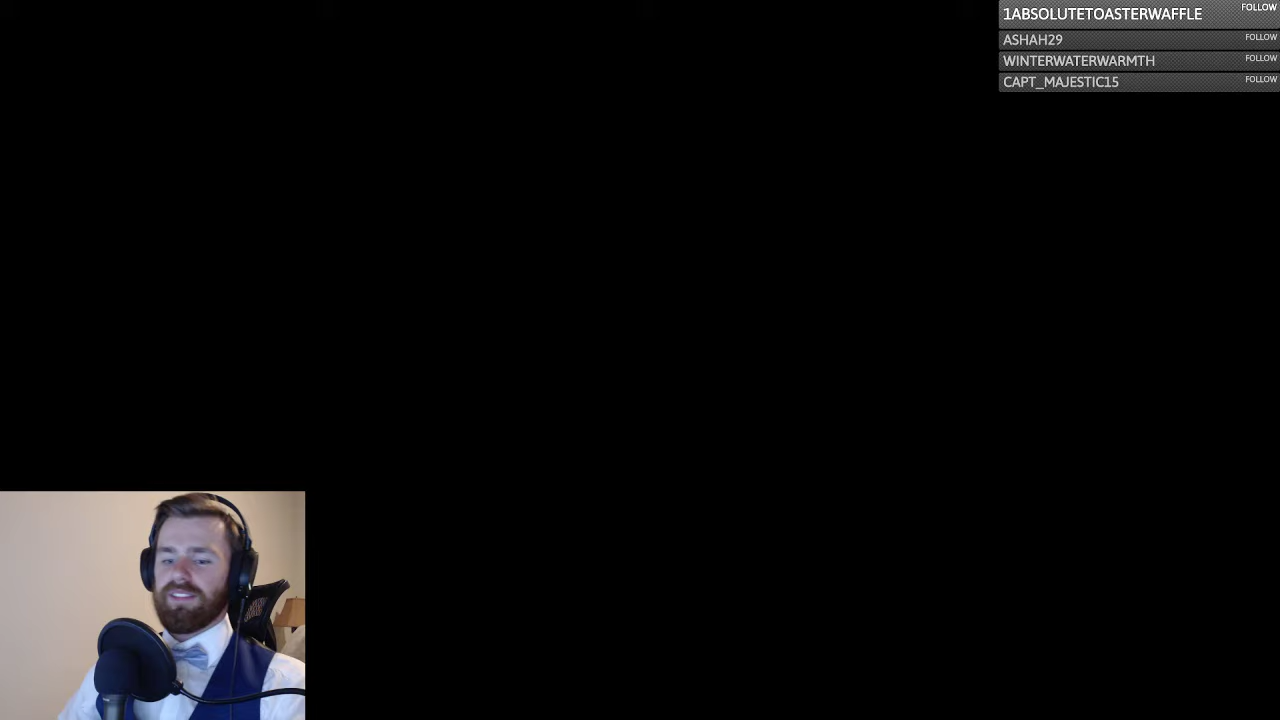 1ABSOLUTETOASTERWAFFLE FOLLOW
ASHAH29 FOLLOW
WINTERWATERWARMTH FOLLOW
CAPT_MAJESTIC15 FOLLOW